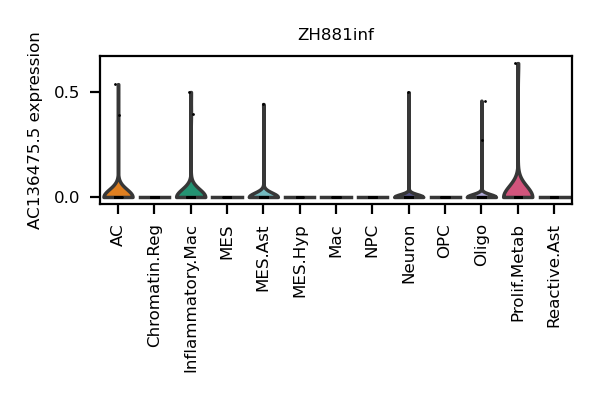 ZH881inf
AC136475.5 expression
0.5
0.0
AC
Chromatin.Reg
Inflammatory.Mac
MES
MES.Ast
MES.Hyp
Mac
NPC
Neuron
OPC
Oligo
Prolif.Metab
Reactive.Ast